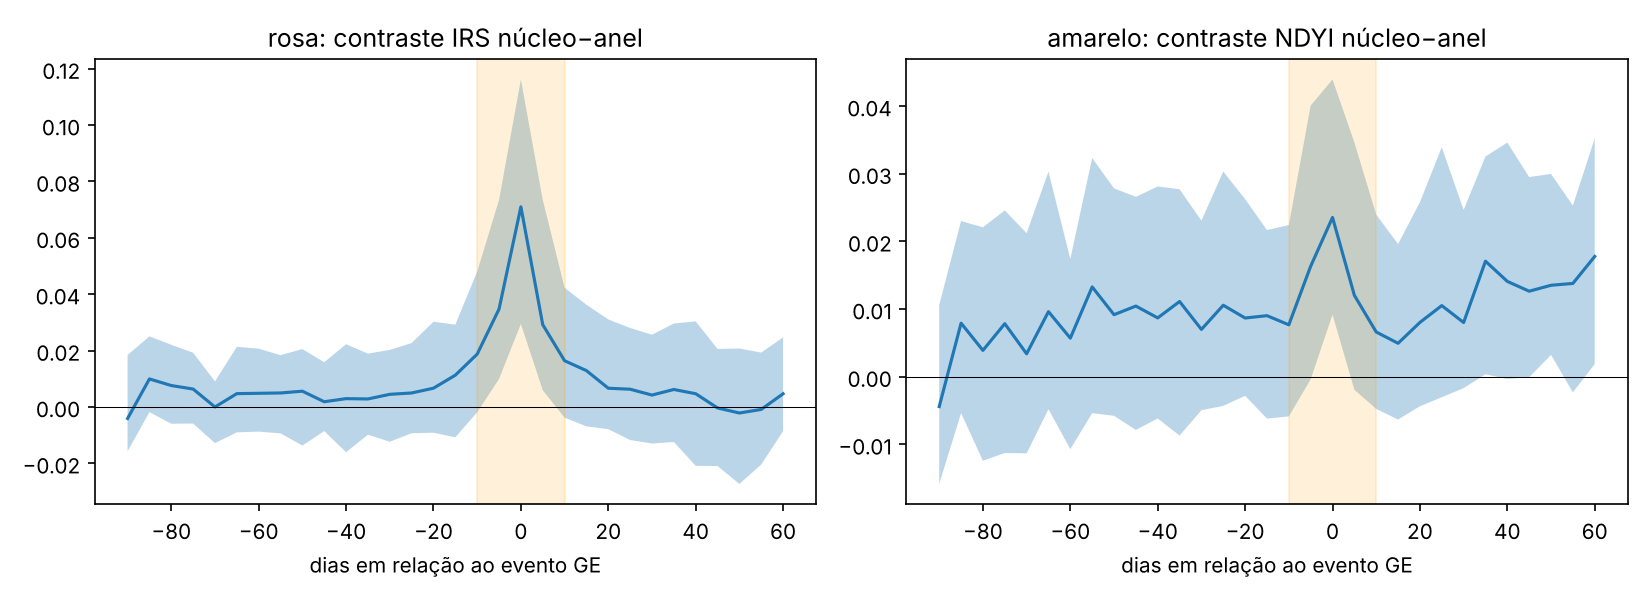 rosa: contraste IRS núcleo−anel
0.12
0.10
0.08
0.06
0.04
0.02
0.00
−0.02
−80 −60 −40 −20 0 20 40 60
dias em relação ao evento GE
amarelo: contraste NDYI núcleo−anel
0.04
0.03
0.02
0.01
0.00
−0.01
−80 −60 −40 −20 0 20 40 60
dias em relação ao evento GE